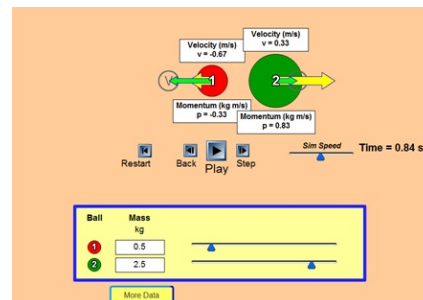 Velocity (m/s)
v = 0.33
Velocity (m/s)
v = -0.67
V
1
2
Momentum (kg m/s)
p = -0.33
Momentum (kg m/s)
p = 0.83
Restart
Back
Play
Step
Sim Speed
Time = 0.84 s
Ball
Mass
kg
1
0.5
2
2.5
More Data